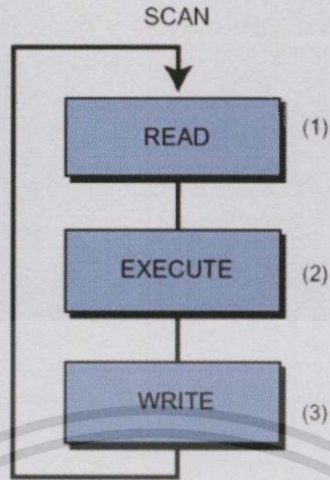 SCAN
READ (1)
EXECUTE (2)
WRITE (3)